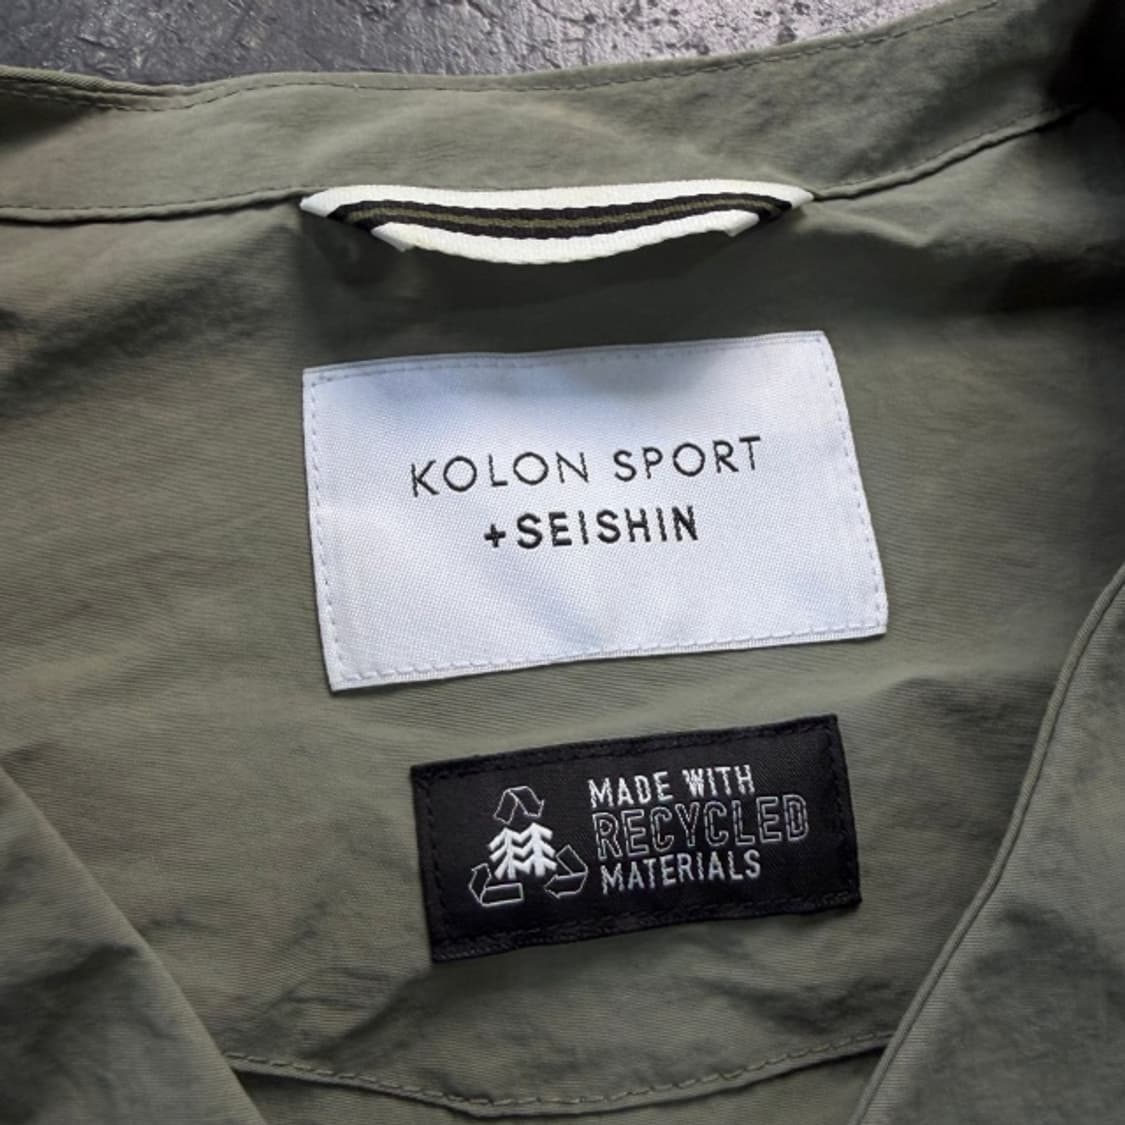 KOLON SPORT
+SEISHIN
MADE WITH
RECYCLED
MATERIALS